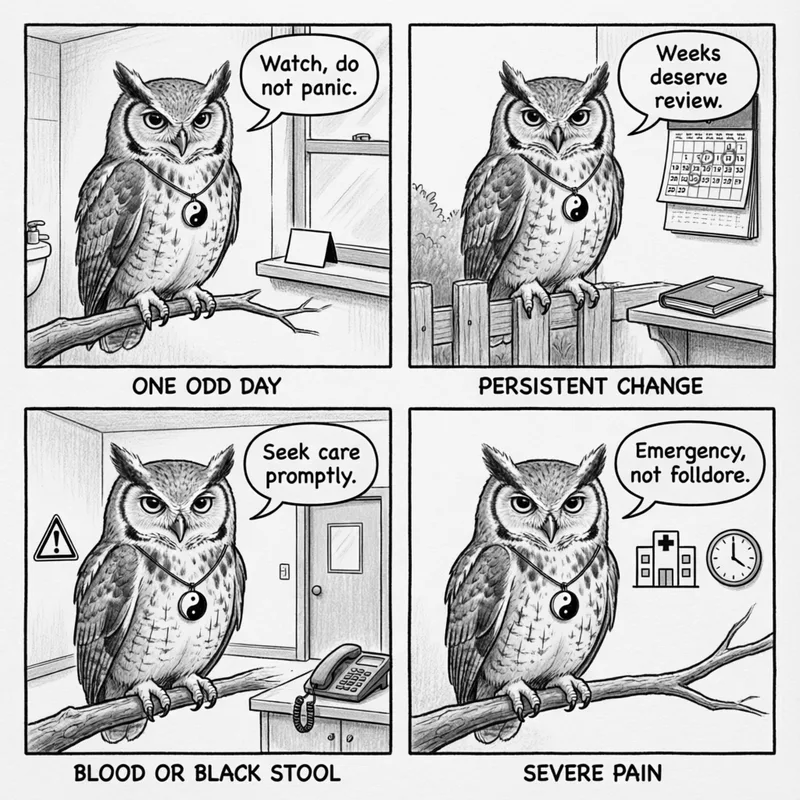 Watch, do
not panic.
ONE ODD DAY
Weeks
deserve
review.
PERSISTENT CHANGE
Seek care
promptly.
BLOOD OR BLACK STOOL
Emergency,
not folldore.
SEVERE PAIN